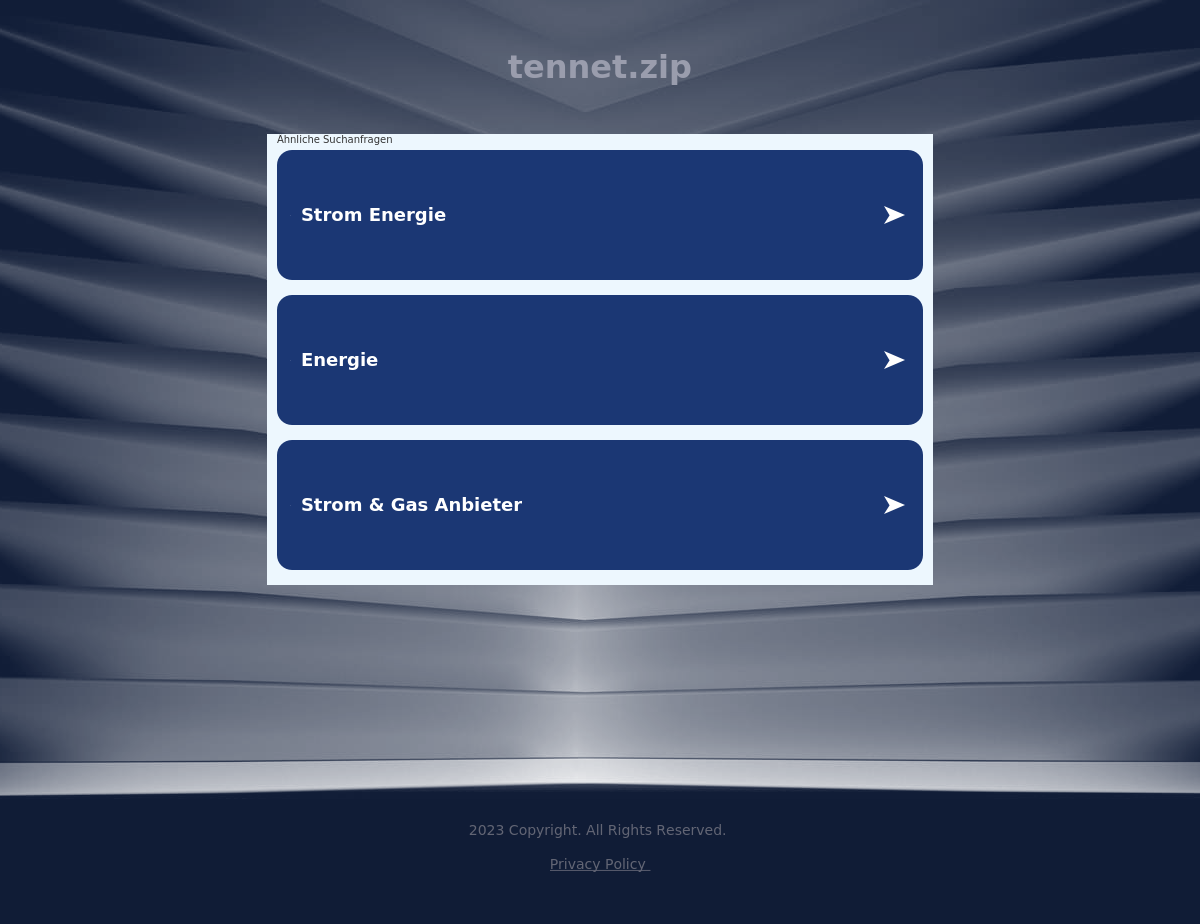 tennet.zip
Ähnliche Suchanfragen
Strom Energie
Energie
Strom & Gas Anbieter
2023 Copyright. All Rights Reserved.
Privacy Policy